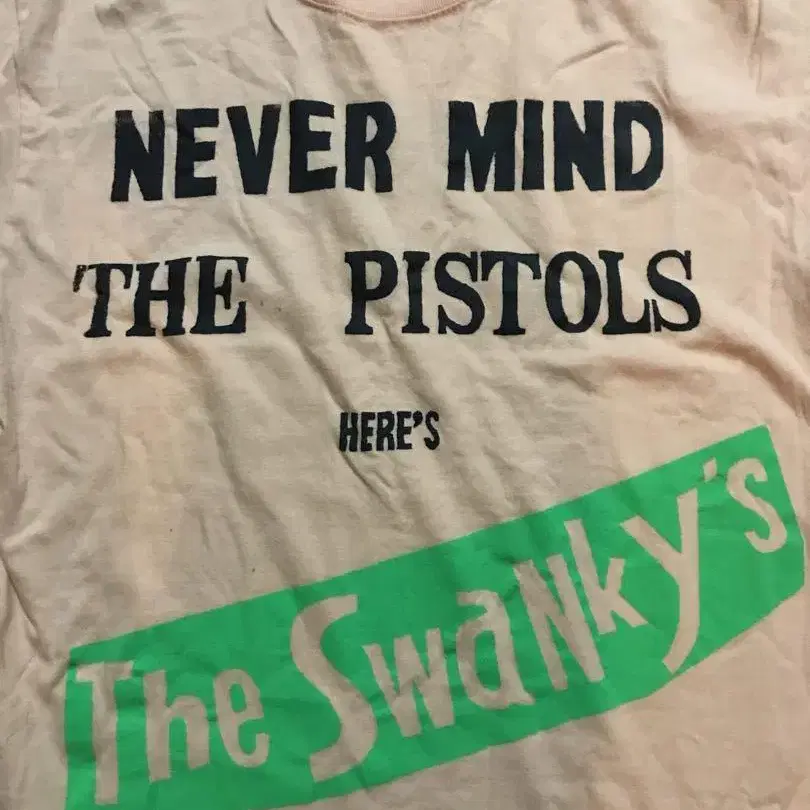 NEVER MIND
THE PISTOLS
HERE'S
The Swanky's